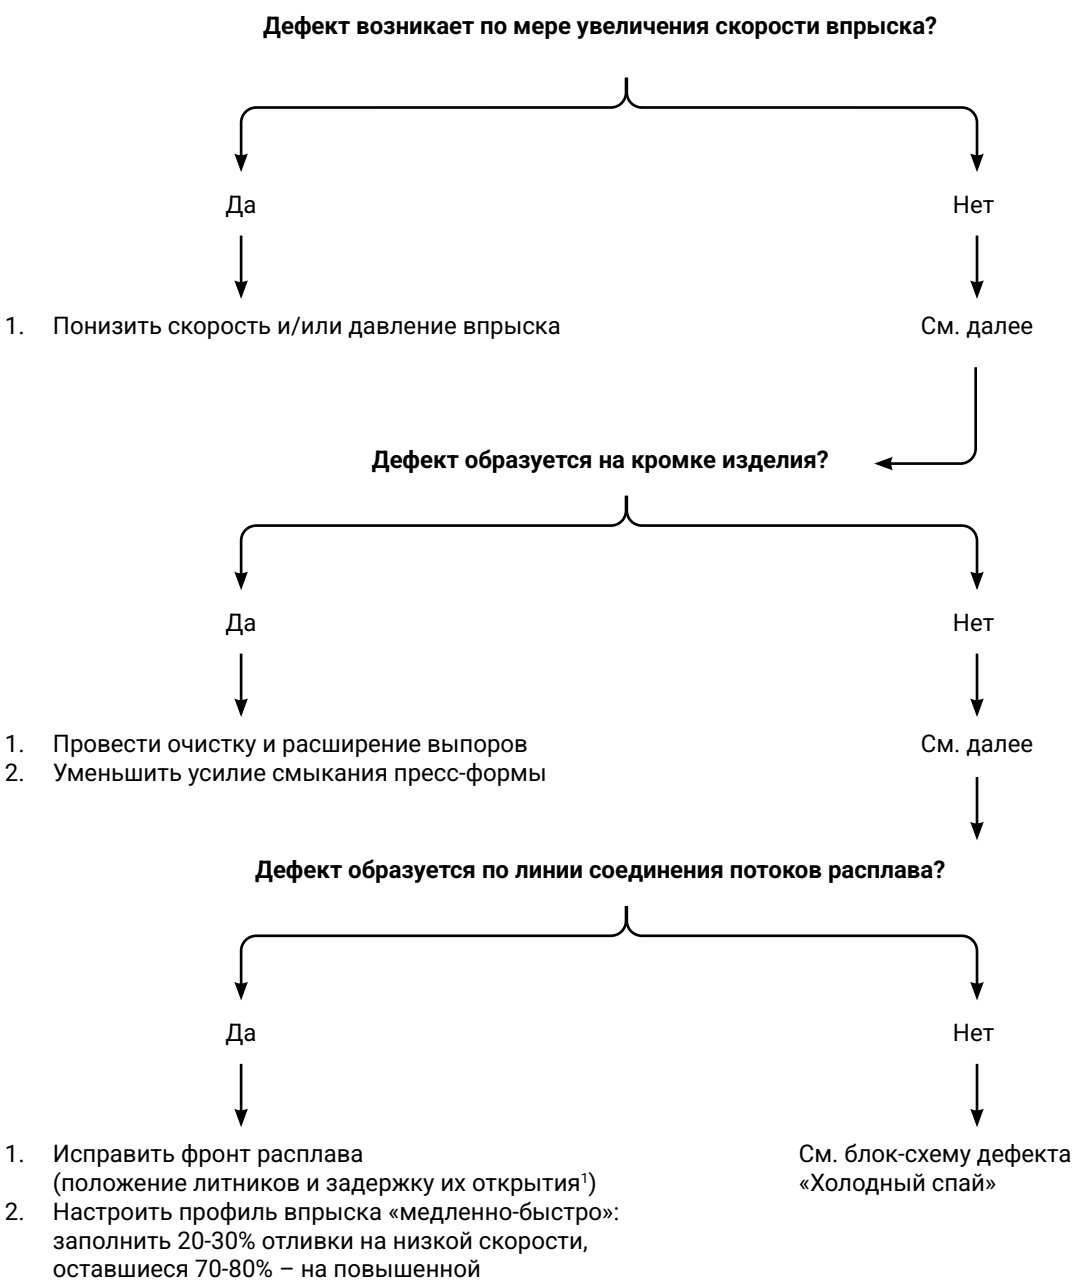 Дефект возникает по мере увеличения скорости впрыска?
Да
Нет
1. Понизить скорость и/или давление впрыска
См. далее
Дефект образуется на кромке изделия?
Да
Нет
1. Провести очистку и расширение выпоров
2. Уменьшить усилие смыкания пресс-формы
См. далее
Дефект образуется по линии соединения потоков расплава?
Да
Нет
1. Исправить фронт расплава
(положение литников и задержку их открытия¹)
2. Настроить профиль впрыска «медленно-быстро»:
заполнить 20-30% отливки на низкой скорости,
оставшиеся 70-80% – на повышенной
См. блок-схему дефекта
«Холодный спай»